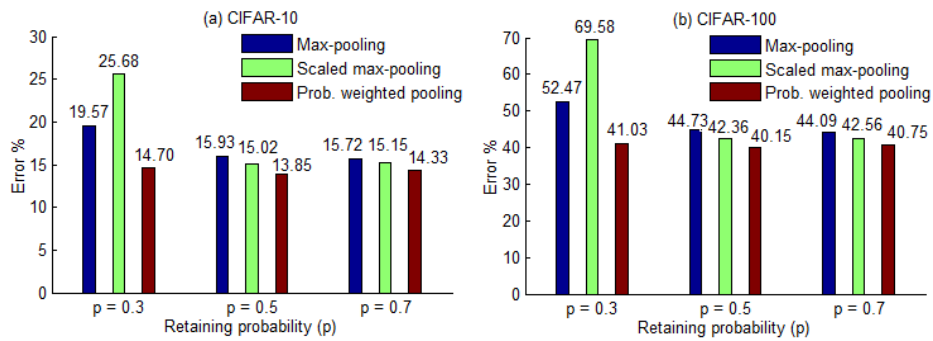 (a) CIFAR-10
Max-pooling
Scaled max-pooling
Prob. weighted pooling
30
25
20
15
10
5
0
Error %
19.57
25.68
14.70
15.93
15.02
13.85
15.72
15.15
14.33
p = 0.3
p = 0.5
p = 0.7
Retaining probability (p)
(b) CIFAR-100
Max-pooling
Scaled max-pooling
Prob. weighted pooling
70
60
50
40
30
20
10
0
Error %
52.47
69.58
41.03
44.73
42.36
40.15
44.09
42.56
40.75
p = 0.3
p = 0.5
p = 0.7
Retaining probability (p)